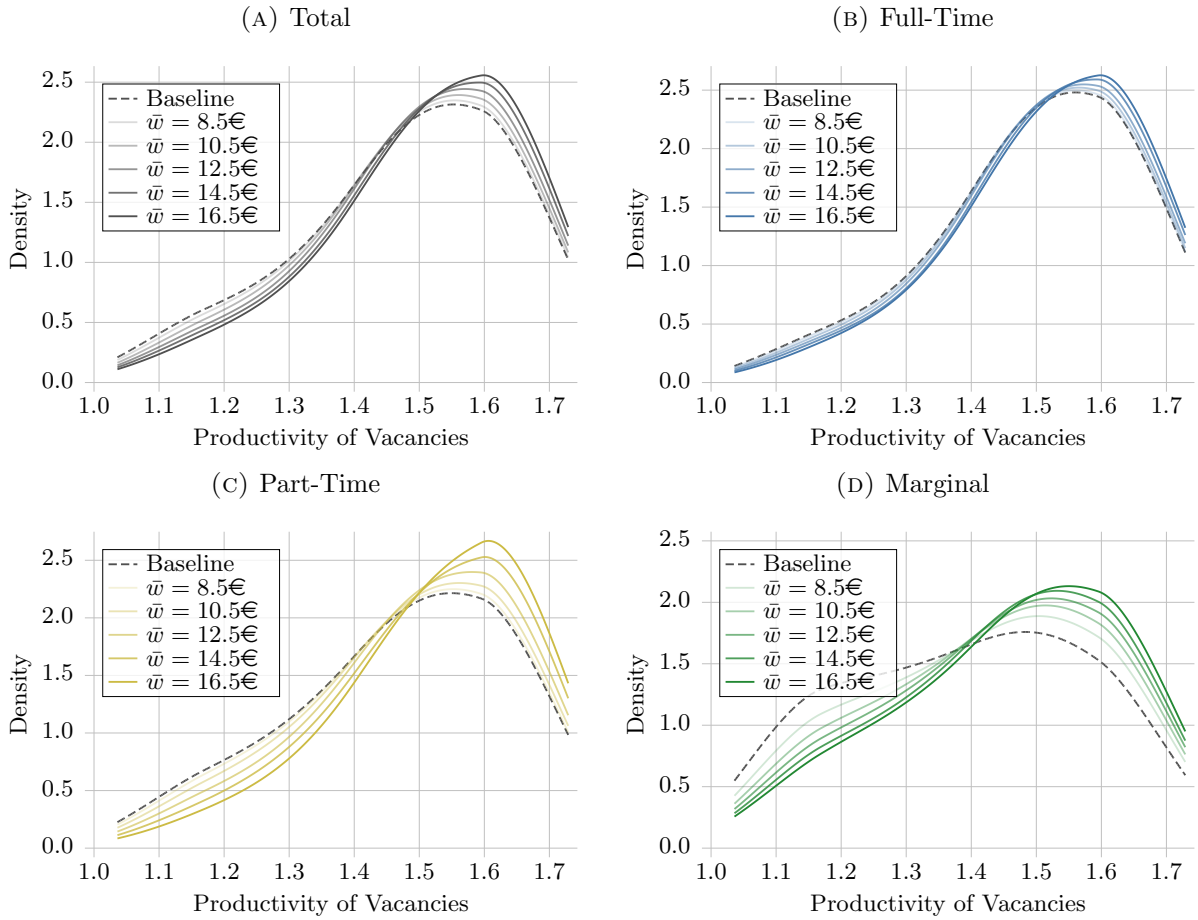 (A) Total
Density
2.5
2.0
1.5
1.0
0.5
0.0
Baseline
w̄ = 8.5€
w̄ = 10.5€
w̄ = 12.5€
w̄ = 14.5€
w̄ = 16.5€
1.0 1.1 1.2 1.3 1.4 1.5 1.6 1.7
Productivity of Vacancies
(B) Full-Time
Density
2.5
2.0
1.5
1.0
0.5
0.0
Baseline
w̄ = 8.5€
w̄ = 10.5€
w̄ = 12.5€
w̄ = 14.5€
w̄ = 16.5€
1.0 1.1 1.2 1.3 1.4 1.5 1.6 1.7
Productivity of Vacancies
(C) Part-Time
Density
2.5
2.0
1.5
1.0
0.5
0.0
Baseline
w̄ = 8.5€
w̄ = 10.5€
w̄ = 12.5€
w̄ = 14.5€
w̄ = 16.5€
1.0 1.1 1.2 1.3 1.4 1.5 1.6 1.7
Productivity of Vacancies
(D) Marginal
Density
2.5
2.0
1.5
1.0
0.5
0.0
Baseline
w̄ = 8.5€
w̄ = 10.5€
w̄ = 12.5€
w̄ = 14.5€
w̄ = 16.5€
1.0 1.1 1.2 1.3 1.4 1.5 1.6 1.7
Productivity of Vacancies